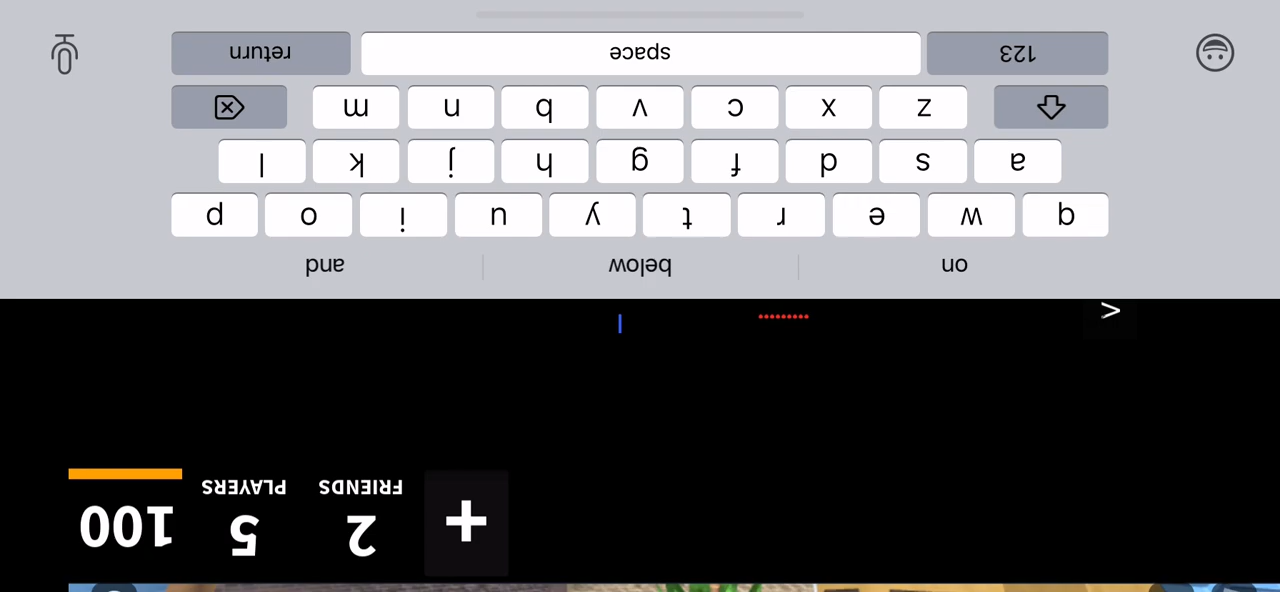 100
5
PLAYERS
2
FRIENDS
+
>
on
below
and
q w e r t y u i o p
a s d f g h j k l
z x c v b n m
123
space
return